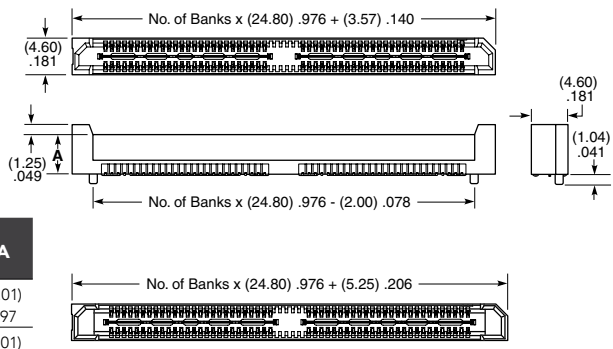 No. of Banks x (24.80) .976 + (3.57) .140
(4.60)
.181
(4.60)
.181
A
(1.04)
.041
(1.25)
.049
No. of Banks x (24.80) .976 - (2.00) .078
A
01)
97
01)
No. of Banks x (24.80) .976 + (5.25) .206